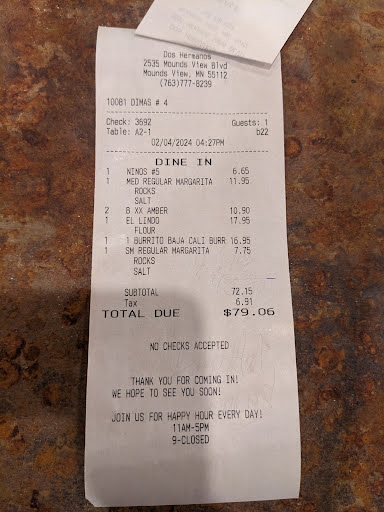 Dos Hermanos
2535 Mounds View Blvd
Mounds View, MN 55112
(763)777-8239
10081 DIMAS # 4
Check: 3692 Guests: 1
Table: A2-1 b22
02/04/2024 04:27PM
DINE IN
1 NINOS #5 6.65
1 MED REGULAR MARGARITA 11.95
ROCKS
SALT
2 B XX AMBER 10.90
1 EL LINDO 17.95
FLOUR
1 1 BURRITO BAJA CALI BURR 16.95
1 SM REGULAR MARGARITA 7.75
ROCKS
SALT
SUBTOTAL 72.15
Tax 6.91
TOTAL DUE $79.06
NO CHECKS ACCEPTED
THANK YOU FOR COMING IN!
WE HOPE TO SEE YOU SOON!
JOIN US FOR HAPPY HOUR EVERY DAY!
11AM-5PM
9-CLOSED